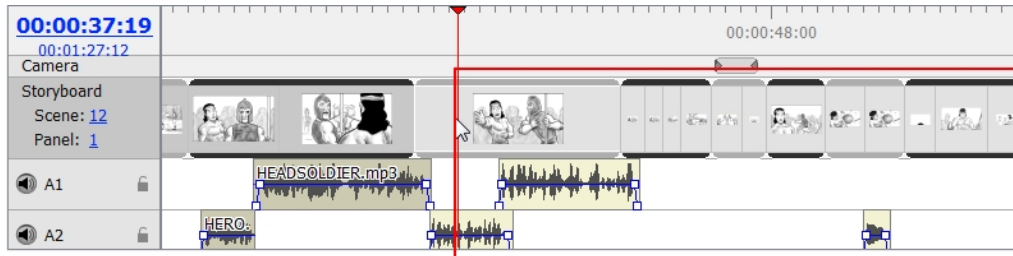 00:00:37:19
00:01:27:12
00:00:48:00
Camera
Storyboard
Scene: 12
Panel: 1
A1
HEADSOLDIER.mp3
A2
HERO.